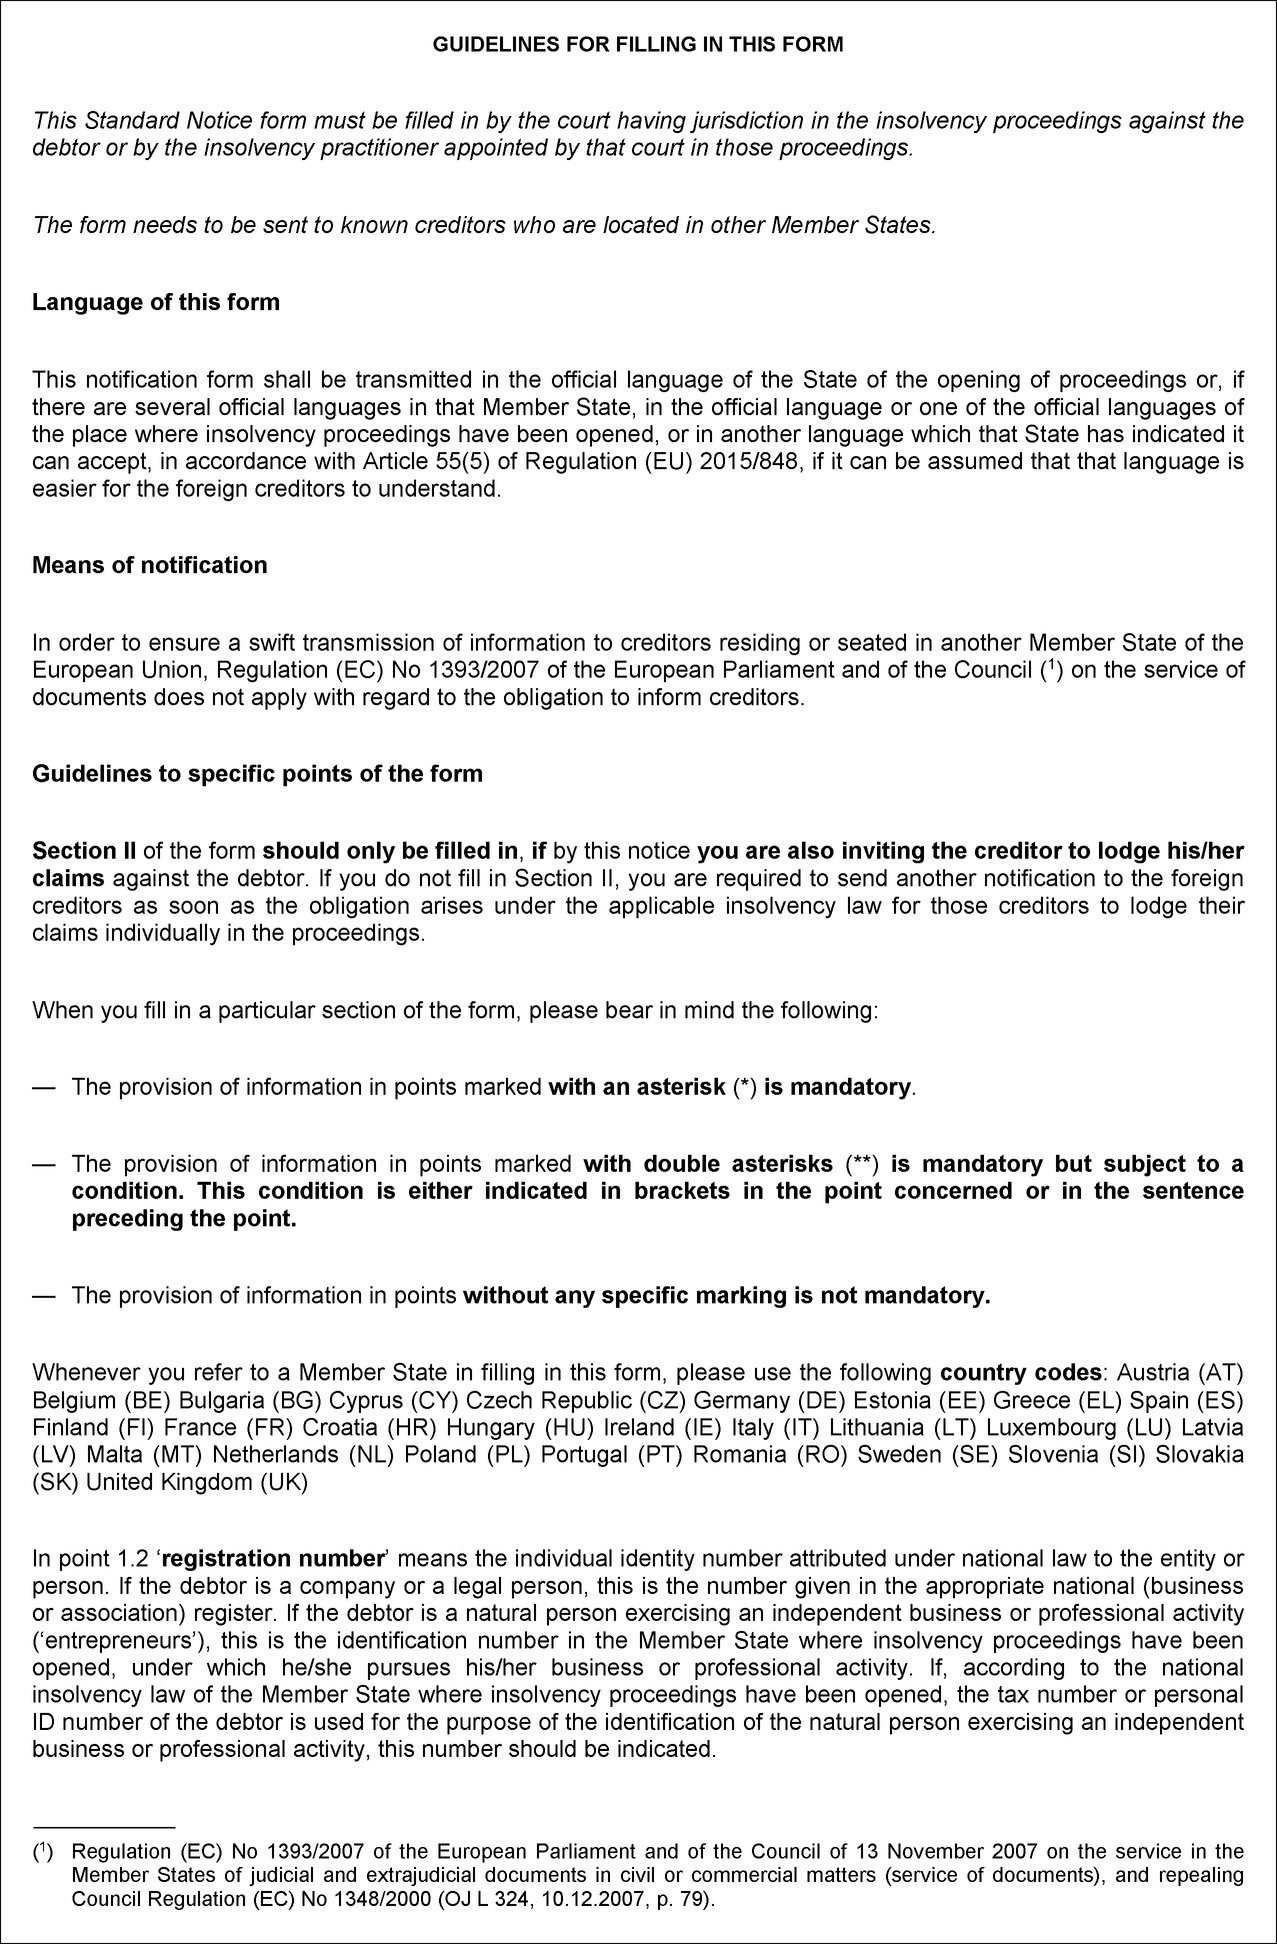 GUIDELINES FOR FILLING IN THIS FORM
This Standard Notice form must be filled in by the court having jurisdiction in the insolvency proceedings against the
debtor or by the insolvency practitioner appointed by that court in those proceedings.
The form needs to be sent to known creditors who are located in other Member States.
Language of this form
This notification form shall be transmitted in the official language of the State of the opening of proceedings or, if
there are several official languages in that Member State, in the official language or one of the official languages of
the place where insolvency proceedings have been opened, or in another language which that State has indicated it
can accept, in accordance with Article 55(5) of Regulation (EU) 2015/848, if it can be assumed that that language is
easier for the foreign creditors to understand.
Means of notification
In order to ensure a swift transmission of information to creditors residing or seated in another Member State of the
European Union, Regulation (EC) No 1393/2007 of the European Parliament and of the Council (¹) on the service of
documents does not apply with regard to the obligation to inform creditors.
Guidelines to specific points of the form
Section II of the form should only be filled in, if by this notice you are also inviting the creditor to lodge his/her
claims against the debtor. If you do not fill in Section II, you are required to send another notification to the foreign
creditors as soon as the obligation arises under the applicable insolvency law for those creditors to lodge their
claims individually in the proceedings.
When you fill in a particular section of the form, please bear in mind the following:
— The provision of information in points marked with an asterisk (*) is mandatory.
— The provision of information in points marked with double asterisks (**) is mandatory but subject to a
condition. This condition is either indicated in brackets in the point concerned or in the sentence
preceding the point.
— The provision of information in points without any specific marking is not mandatory.
Whenever you refer to a Member State in filling in this form, please use the following country codes: Austria (AT)
Belgium (BE) Bulgaria (BG) Cyprus (CY) Czech Republic (CZ) Germany (DE) Estonia (EE) Greece (EL) Spain (ES)
Finland (FI) France (FR) Croatia (HR) Hungary (HU) Ireland (IE) Italy (IT) Lithuania (LT) Luxembourg (LU) Latvia
(LV) Malta (MT) Netherlands (NL) Poland (PL) Portugal (PT) Romania (RO) Sweden (SE) Slovenia (SI) Slovakia
(SK) United Kingdom (UK)
In point 1.2 ‘registration number’ means the individual identity number attributed under national law to the entity or
person. If the debtor is a company or a legal person, this is the number given in the appropriate national (business
or association) register. If the debtor is a natural person exercising an independent business or professional activity
(‘entrepreneurs’), this is the identification number in the Member State where insolvency proceedings have been
opened, under which he/she pursues his/her business or professional activity. If, according to the national
insolvency law of the Member State where insolvency proceedings have been opened, the tax number or personal
ID number of the debtor is used for the purpose of the identification of the natural person exercising an independent
business or professional activity, this number should be indicated.
(¹) Regulation (EC) No 1393/2007 of the European Parliament and of the Council of 13 November 2007 on the service in the
Member States of judicial and extrajudicial documents in civil or commercial matters (service of documents), and repealing
Council Regulation (EC) No 1348/2000 (OJ L 324, 10.12.2007, p. 79).